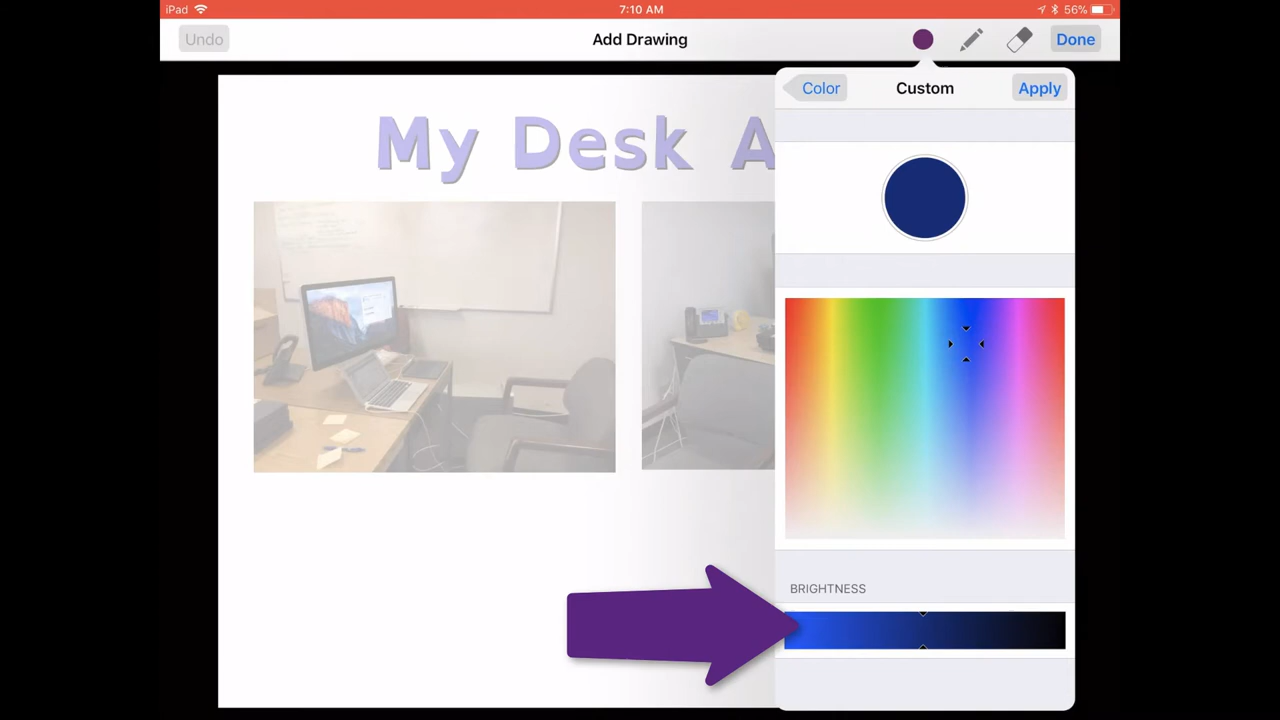 iPad 7:10 AM 56%
Undo Add Drawing Done
Color Custom Apply
My Desk A
BRIGHTNESS